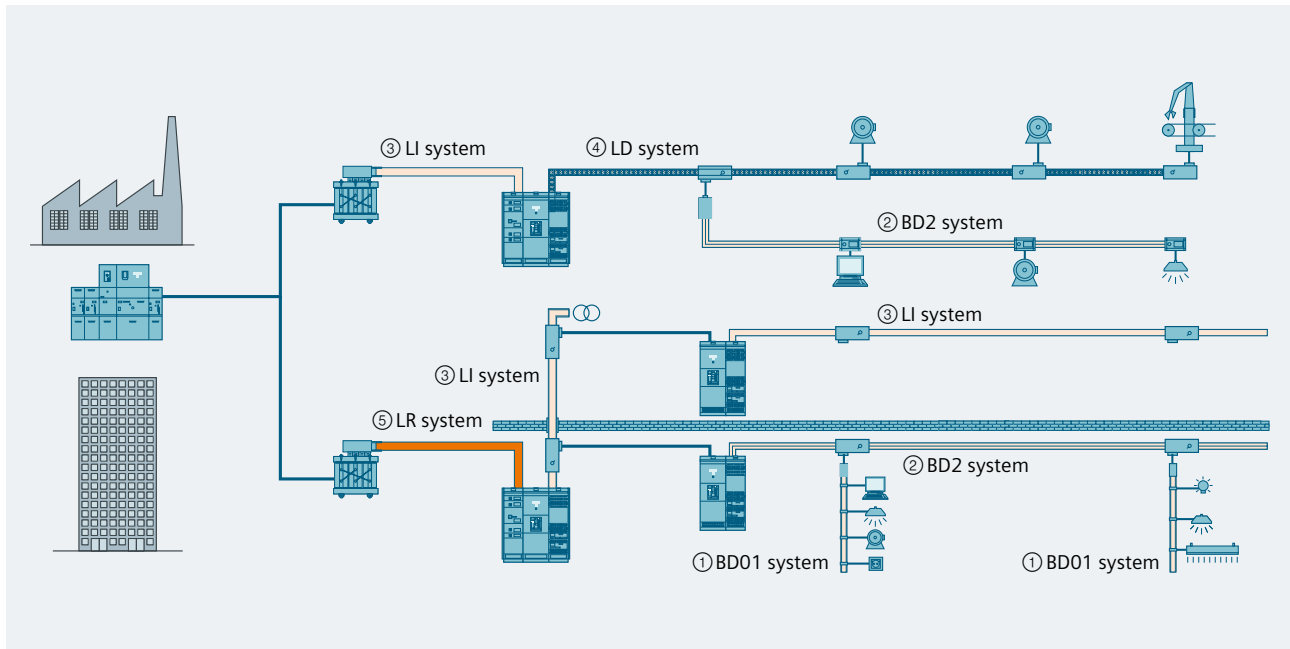 ③ LI system
④ LD system
② BD2 system
③ LI system
③ LI system
⑤ LR system
② BD2 system
① BD01 system
① BD01 system